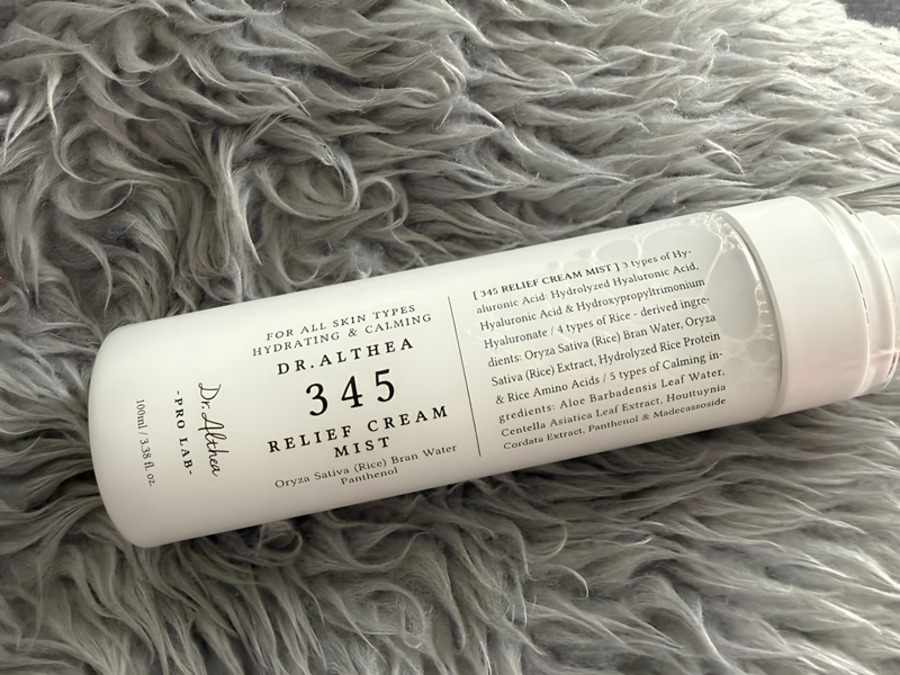 FOR ALL SKIN TYPES
HYDRATING & CALMING
DR.ALTHEA
345
RELIEF CREAM
MIST
Oryza Sativa (Rice) Bran Water
Panthenol
Dr.Althea
-PRO LAB-
100ml / 3.38 fl. oz.
[ 345 RELIEF CREAM MIST ] 3 types of Hy-
aluronic Acid: Hydrolyzed Hyaluronic Acid,
Hyaluronic Acid & Hydroxypropyltrimonium
Hyaluronate / 4 types of Rice - derived ingre-
dients: Oryza Sativa (Rice) Bran Water, Oryza
Sativa (Rice) Extract, Hydrolyzed Rice Protein
& Rice Amino Acids / 5 types of Calming in-
gredients: Aloe Barbadensis Leaf Water,
Centella Asiatica Leaf Extract, Houttuynia
Cordata Extract, Panthenol & Madecassoside